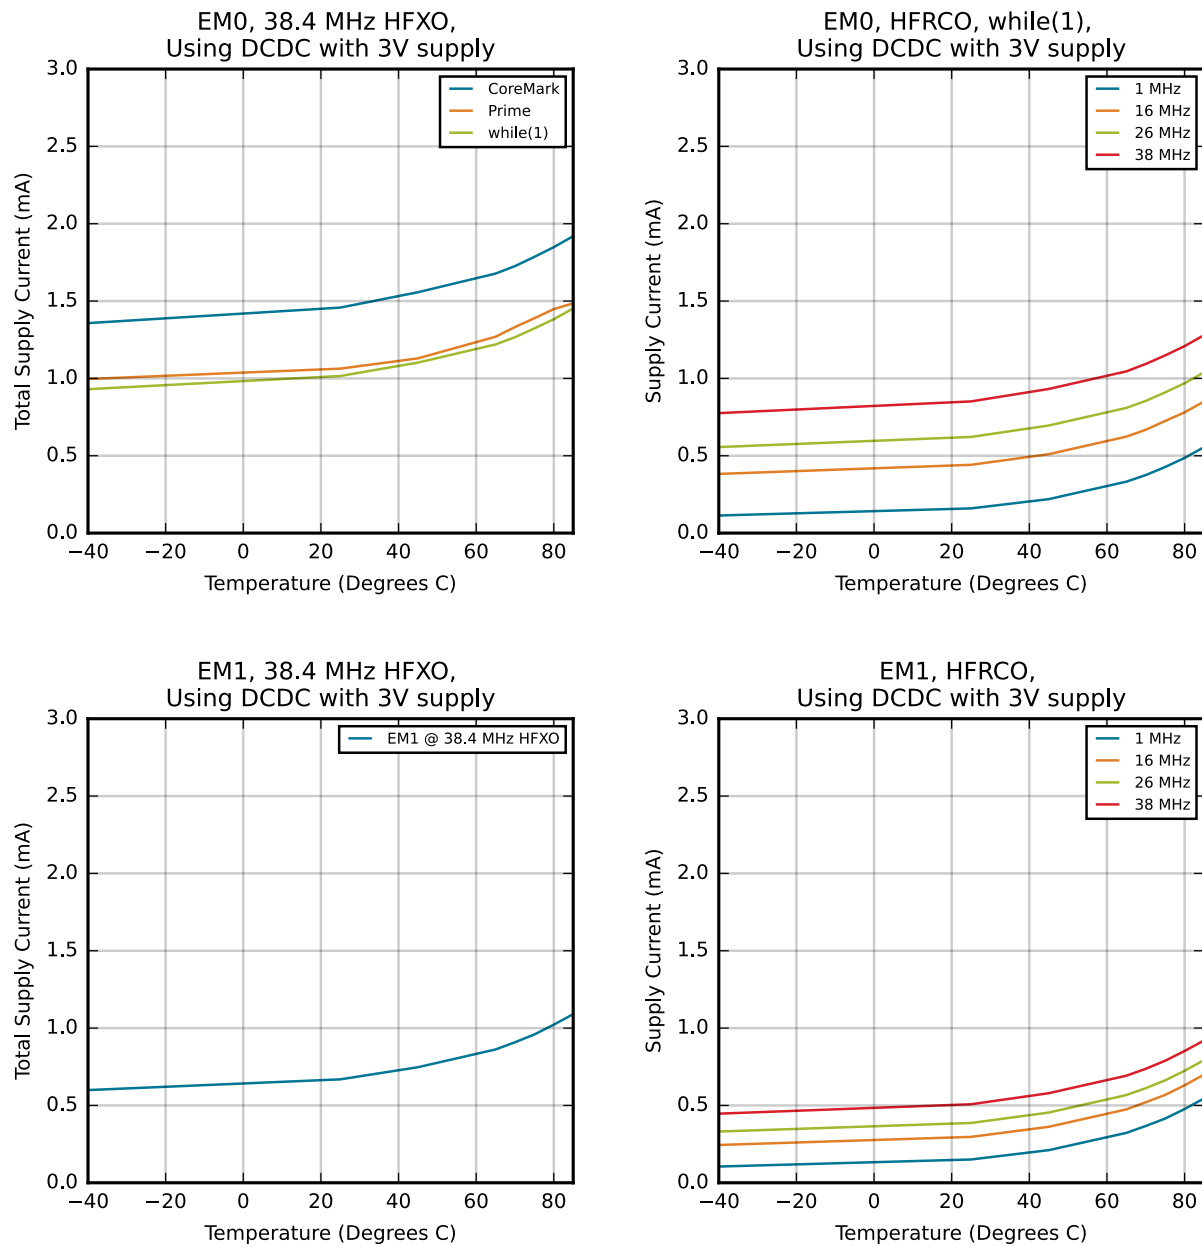 EM0, 38.4 MHz HFXO,
Using DCDC with 3V supply
3.0
2.5
2.0
1.5
1.0
0.5
0.0
Total Supply Current (mA)
CoreMark
Prime
while(1)
−40 −20 0 20 40 60 80
Temperature (Degrees C)
EM0, HFRCO, while(1),
Using DCDC with 3V supply
3.0
2.5
2.0
1.5
1.0
0.5
0.0
Supply Current (mA)
1 MHz
16 MHz
26 MHz
38 MHz
−40 −20 0 20 40 60 80
Temperature (Degrees C)
EM1, 38.4 MHz HFXO,
Using DCDC with 3V supply
3.0
2.5
2.0
1.5
1.0
0.5
0.0
Total Supply Current (mA)
EM1 @ 38.4 MHz HFXO
−40 −20 0 20 40 60 80
Temperature (Degrees C)
EM1, HFRCO,
Using DCDC with 3V supply
3.0
2.5
2.0
1.5
1.0
0.5
0.0
Supply Current (mA)
1 MHz
16 MHz
26 MHz
38 MHz
−40 −20 0 20 40 60 80
Temperature (Degrees C)